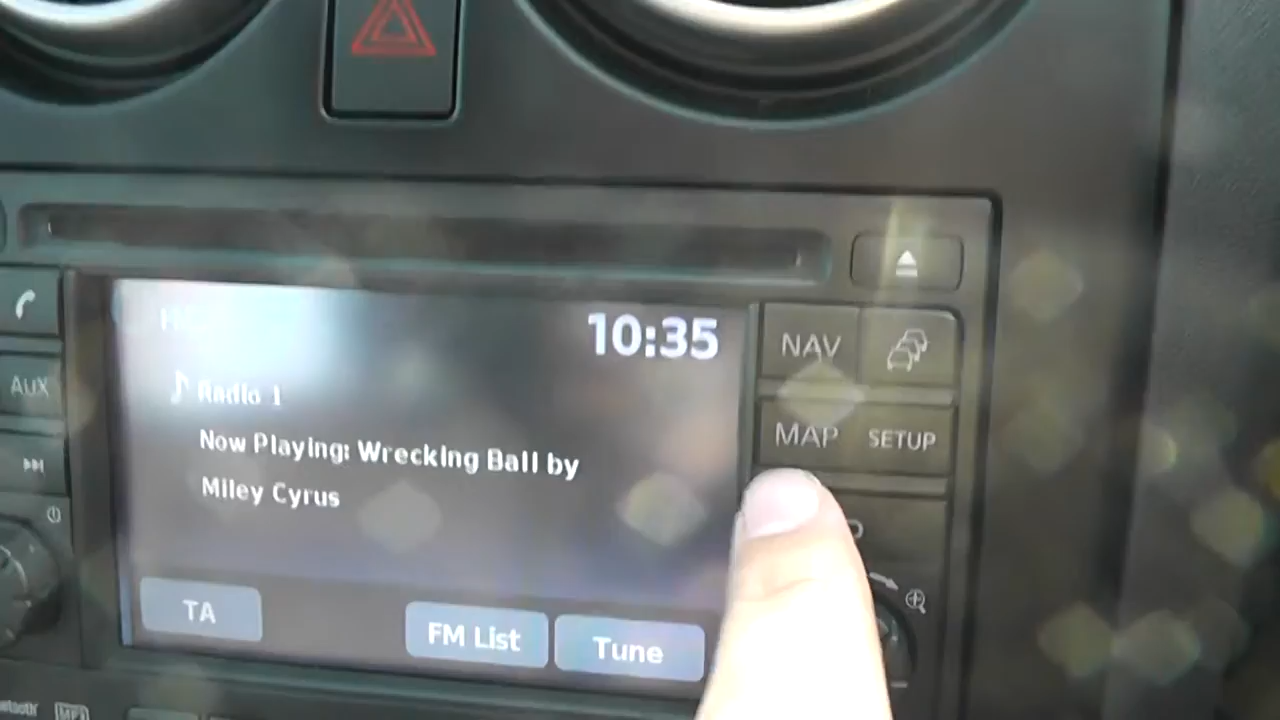 10:35
NAV
Radio 1
AUX
Now Playing: Wrecking Ball by
MAP
SETUP
Miley Cyrus
TA
FM List
Tune
MP3